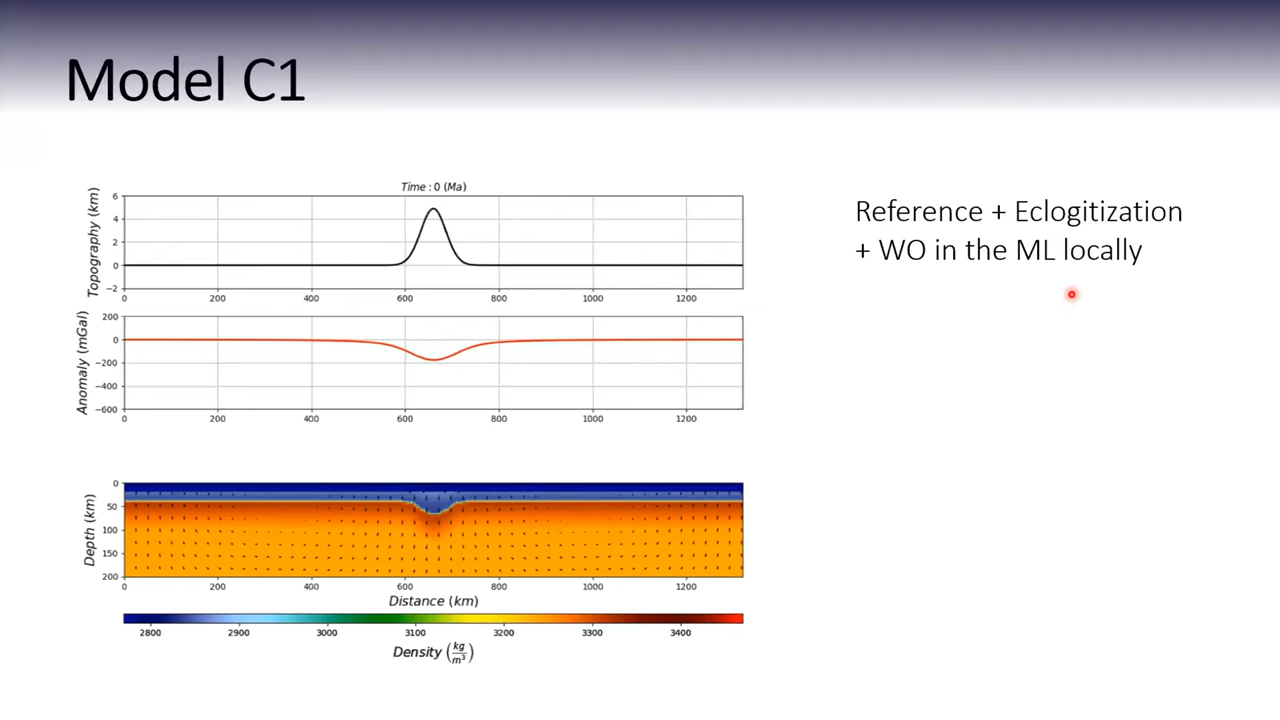 Model C1
Time : 0 (Ma)
Topography (km)
6
4
2
0
−2
0 200 400 600 800 1000 1200
Reference + Eclogitization
+ WO in the ML locally
Anomaly (mGal)
200
0
−200
−400
−600
0 200 400 600 800 1000 1200
Depth (km)
0
50
100
150
200
0 200 400 600 800 1000 1200
Distance (km)
2800 2900 3000 3100 3200 3300 3400
Density (kg/m³)